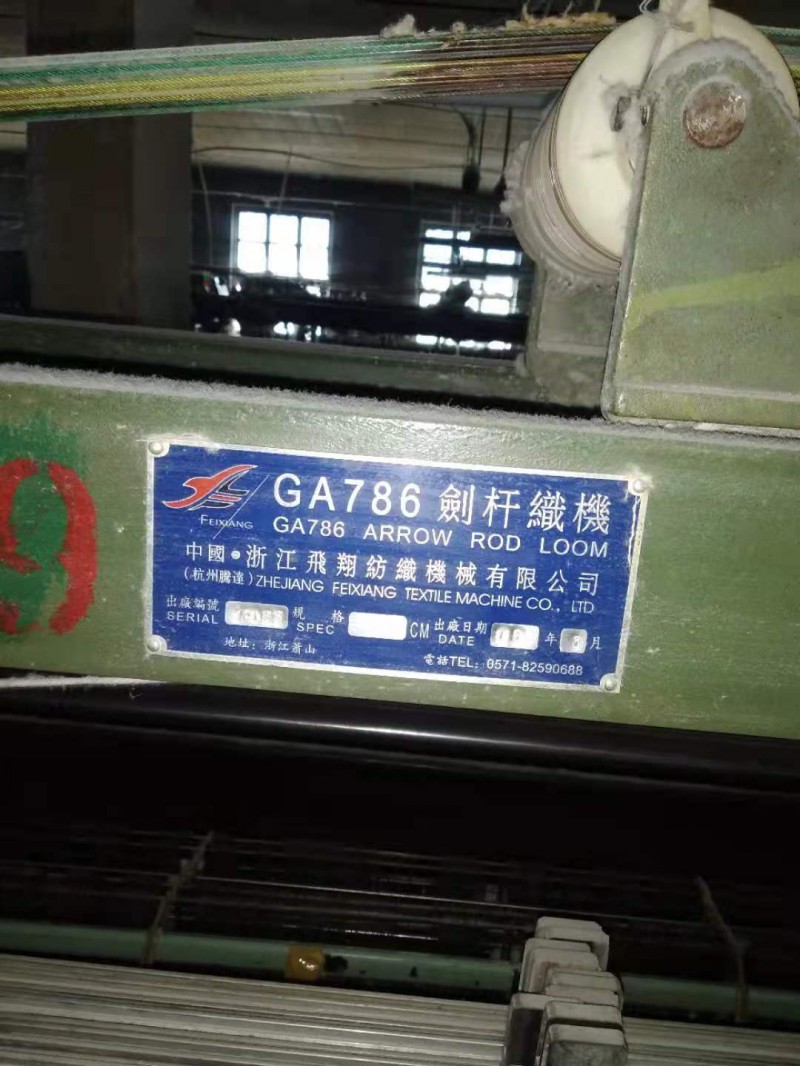 GA786 劍杆織機
GA786 ARROW ROD LOOM
FEIXIANG
中國•浙江飛翔紡織機械有限公司
(杭州騰達)ZHEJIANG FEIXIANG TEXTILE MACHINE CO., LTD
出廠編號 規 格 CM 出廠日期 年 8 月
SERIAL SPEC DATE
地址: 浙江蕭山 電話TEL: 0571-82590688
9